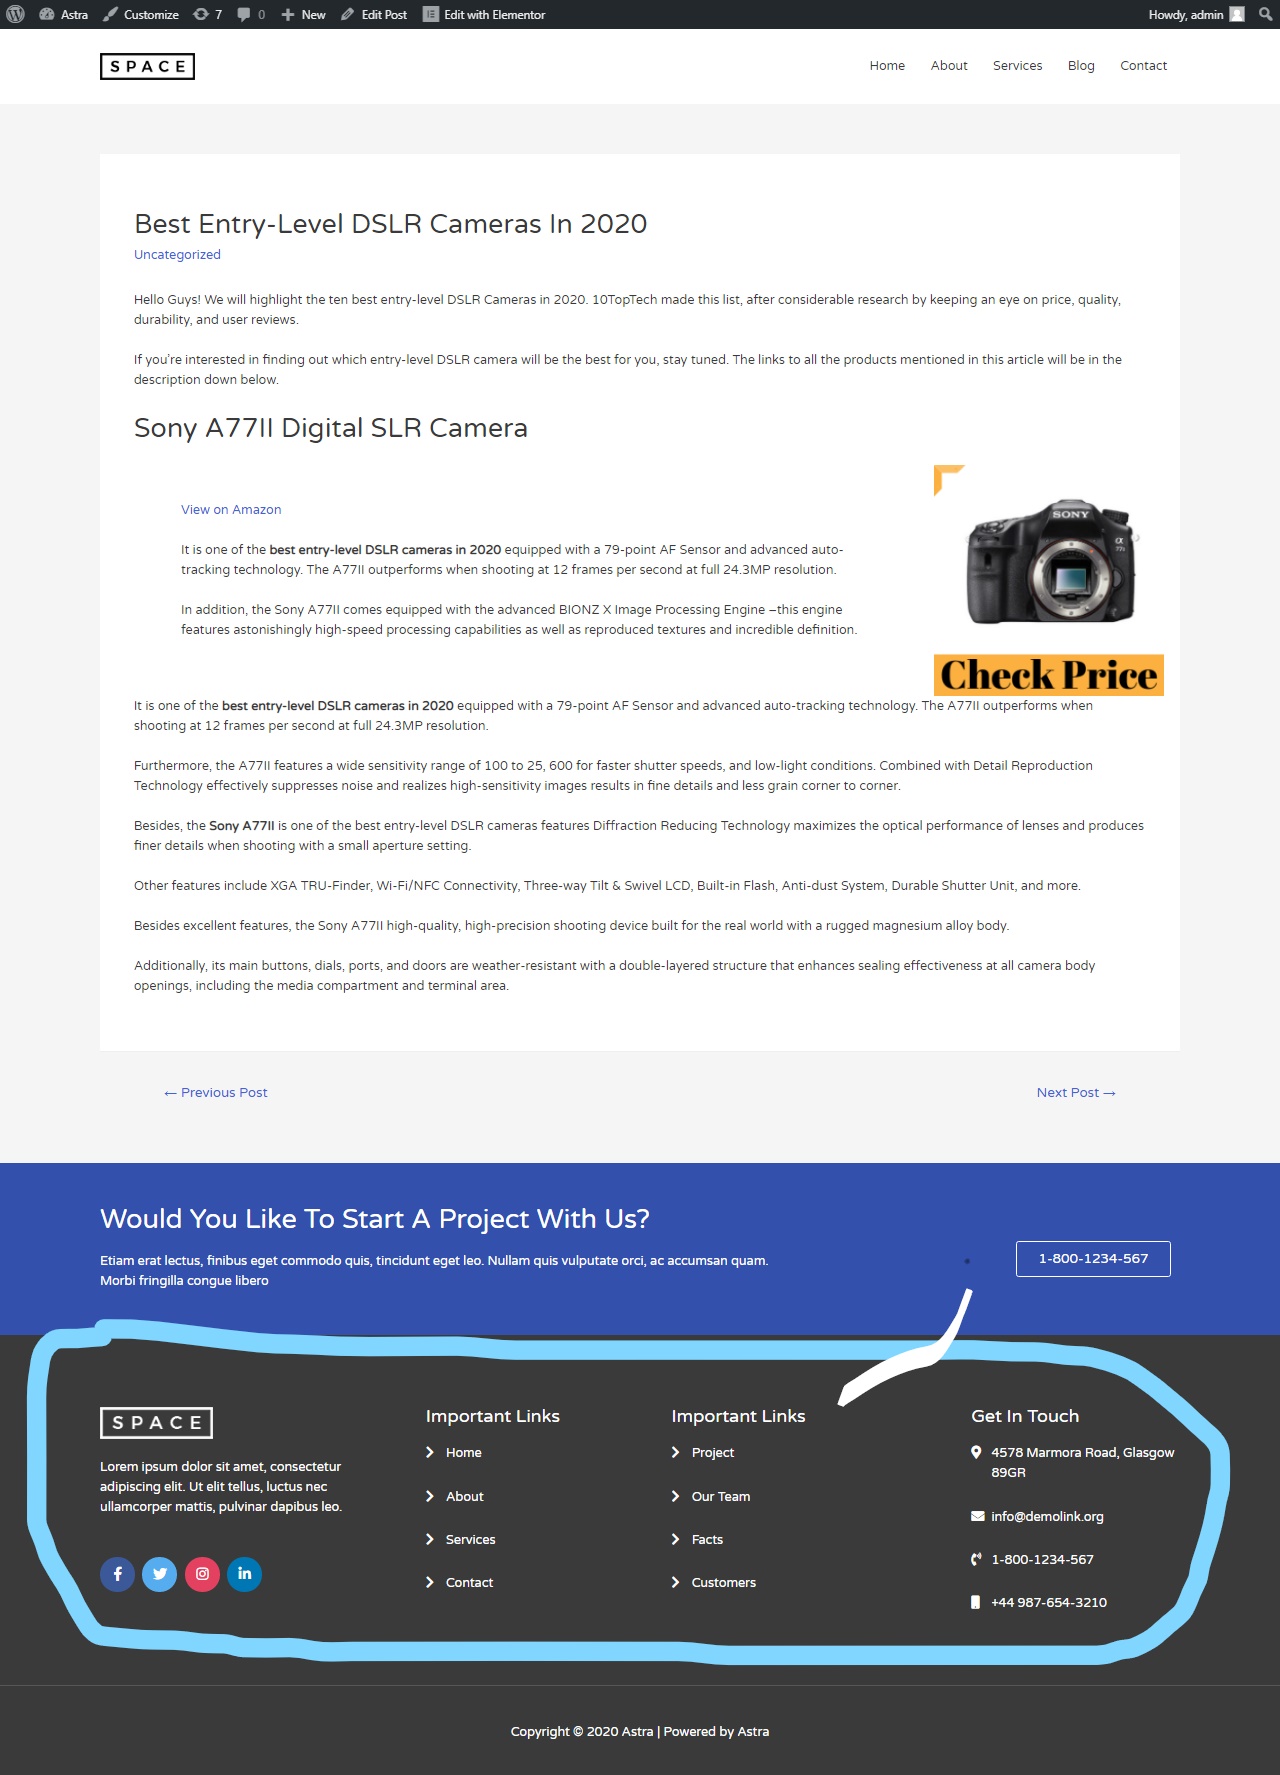 Astra Customize 7 0 New Edit Post Edit with Elementor Howdy, admin
SPACE
Home About Services Blog Contact
Best Entry-Level DSLR Cameras In 2020
Uncategorized
Hello Guys! We will highlight the ten best entry-level DSLR Cameras in 2020. 10TopTech made this list, after considerable research by keeping an eye on price, quality,
durability, and user reviews.
If you're interested in finding out which entry-level DSLR camera will be the best for you, stay tuned. The links to all the products mentioned in this article will be in the
description down below.
Sony A77II Digital SLR Camera
View on Amazon
It is one of the best entry-level DSLR cameras in 2020 equipped with a 79-point AF Sensor and advanced auto-
tracking technology. The A77II outperforms when shooting at 12 frames per second at full 24.3MP resolution.
In addition, the Sony A77II comes equipped with the advanced BIONZ X Image Processing Engine –this engine
features astonishingly high-speed processing capabilities as well as reproduced textures and incredible definition.
SONY
α
Check Price
It is one of the best entry-level DSLR cameras in 2020 equipped with a 79-point AF Sensor and advanced auto-tracking technology. The A77II outperforms when
shooting at 12 frames per second at full 24.3MP resolution.
Furthermore, the A77II features a wide sensitivity range of 100 to 25, 600 for faster shutter speeds, and low-light conditions. Combined with Detail Reproduction
Technology effectively suppresses noise and realizes high-sensitivity images results in fine details and less grain corner to corner.
Besides, the Sony A77II is one of the best entry-level DSLR cameras features Diffraction Reducing Technology maximizes the optical performance of lenses and produces
finer details when shooting with a small aperture setting.
Other features include XGA TRU-Finder, Wi-Fi/NFC Connectivity, Three-way Tilt & Swivel LCD, Built-in Flash, Anti-dust System, Durable Shutter Unit, and more.
Besides excellent features, the Sony A77II high-quality, high-precision shooting device built for the real world with a rugged magnesium alloy body.
Additionally, its main buttons, dials, ports, and doors are weather-resistant with a double-layered structure that enhances sealing effectiveness at all camera body
openings, including the media compartment and terminal area.
← Previous Post
Next Post →
Would You Like To Start A Project With Us?
Etiam erat lectus, finibus eget commodo quis, tincidunt eget leo. Nullam quis vulputate orci, ac accumsan quam.
Morbi fringilla congue libero
1-800-1234-567
SPACE
Lorem ipsum dolor sit amet, consectetur
adipiscing elit. Ut elit tellus, luctus nec
ullamcorper mattis, pulvinar dapibus leo.
Important Links
Home
About
Services
Contact
Important Links
Project
Our Team
Facts
Customers
Get In Touch
4578 Marmora Road, Glasgow
89GR
info@demolink.org
1-800-1234-567
+44 987-654-3210
Copyright © 2020 Astra | Powered by Astra